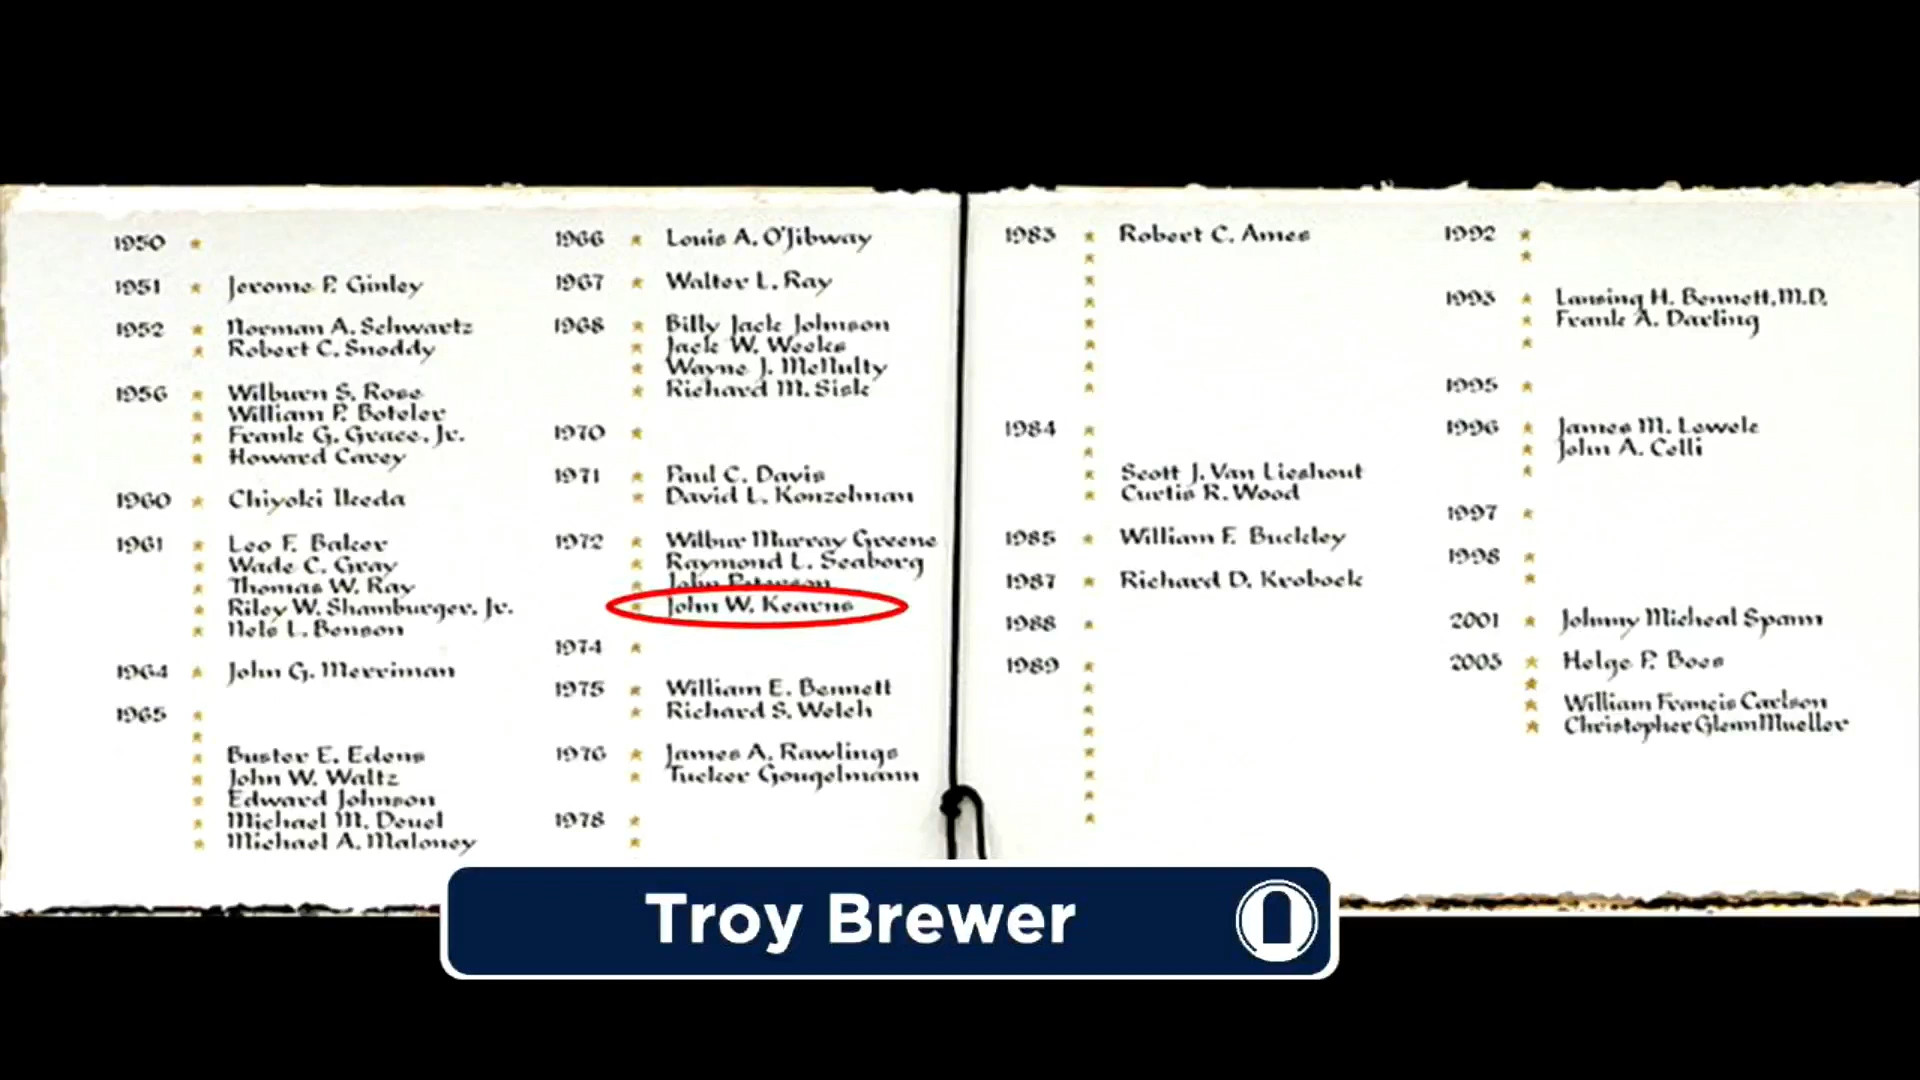 1950 ★
1951 ★ Jerome P. Ginley
1952 ★ Norman A. Schwartz
★ Robert C. Snoddy
1956 ★ Wilburn S. Rose
★ William P. Boteler
★ Frank G. Grace, Jr.
★ Howard Carey
1960 ★ Chiyoki Ikeda
1961 ★ Leo F. Baker
★ Wade C. Gray
★ Thomas W. Ray
★ Riley W. Shamburger, Jr.
★ Nels L. Benson
1964 ★ John G. Merriman
1965 ★
★
★ Buster E. Edens
★ John W. Waltz
★ Edward Johnson
★ Michael M. Deuel
★ Michael A. Maloney
1966 ★ Louis A. O'Jibway
1967 ★ Walter L. Ray
1968 ★ Billy Jack Johnson
★ Jack W. Weeks
★ Wayne J. McNulty
★ Richard M. Sisk
1970 ★
1971 ★ Paul C. Davis
★ David L. Konzelman
1972 ★ Wilbur Murray Greene
★ Raymond L. Seaborg
★ John Peterson
★ John W. Kearns
1974 ★
1975 ★ William E. Bennett
★ Richard S. Welch
1976 ★ James A. Rawlings
★ Tucker Gougelmann
1978 ★
★
1983 ★ Robert C. Ames
★
★
★
★
★
★
★
1984 ★
★
★ Scott J. Van Lieshout
★ Curtis R. Wood
1985 ★ William F. Buckley
1987 ★ Richard D. Krobock
1988 ★
1989 ★
★
★
★
★
★
★
★
1992 ★
★
1993 ★ Lansing H. Bennett, M.D.
★ Frank A. Darling
★
1995 ★
1996 ★ James M. Lewek
★ John A. Celli
★
1997 ★
1998 ★
★
2001 ★ Johnny Micheal Spann
2003 ★ Helge P. Boes
★
★ William Francis Carlson
★ Christopher Glenn Mueller
Troy Brewer